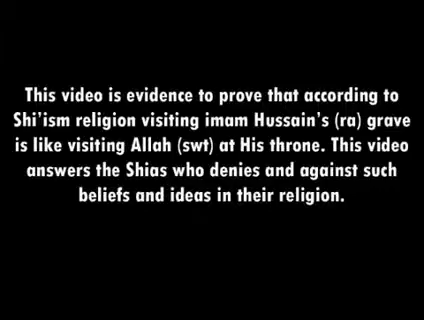 This video is evidence to prove that according to
Shi'ism religion visiting imam Hussain's (ra) grave
is like visiting Allah (swt) at His throne. This video
answers the Shias who denies and against such
beliefs and ideas in their religion.